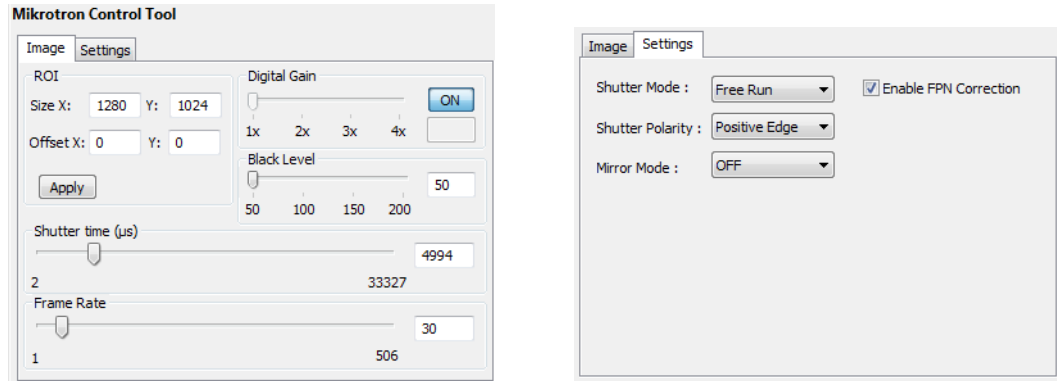 Mikrotron Control Tool
Image Settings
ROI
Size X: 1280 Y: 1024
Offset X: 0 Y: 0
Apply
Digital Gain
ON
1x 2x 3x 4x
Black Level
50
50 100 150 200
Shutter time (µs)
4994
2 33327
Frame Rate
30
1 506
Image Settings
Shutter Mode : Free Run
Enable FPN Correction
Shutter Polarity : Positive Edge
Mirror Mode : OFF